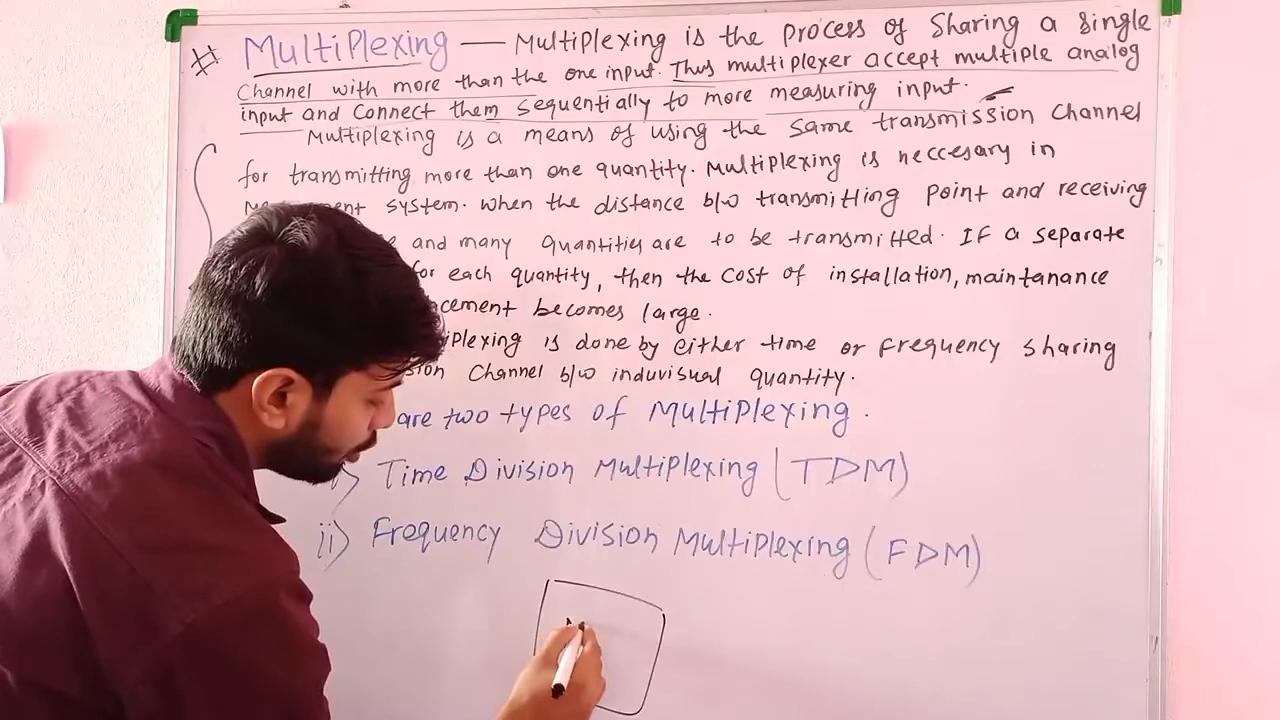 # Multiplexing — Multiplexing is the process of Sharing a single
Channel with more than the one input. Thus multiplexer accept multiple analog
input and Connect them sequentially to more measuring input.
Multiplexing is a means of using the same transmission Channel
for transmitting more than one quantity. Multiplexing is neccesary in
ent system. when the distance b/w transmitting point and receiving
and many quantities are to be transmitted. If a separate
for each quantity, then the cost of installation, maintanance
cement becomes large.
iplexing is done by either time or frequency sharing
sion Channel b/w induvisual quantity.
are two types of Multiplexing.
i) Time Division Multiplexing (TDM)
ii) Frequency Division Multiplexing (FDM)